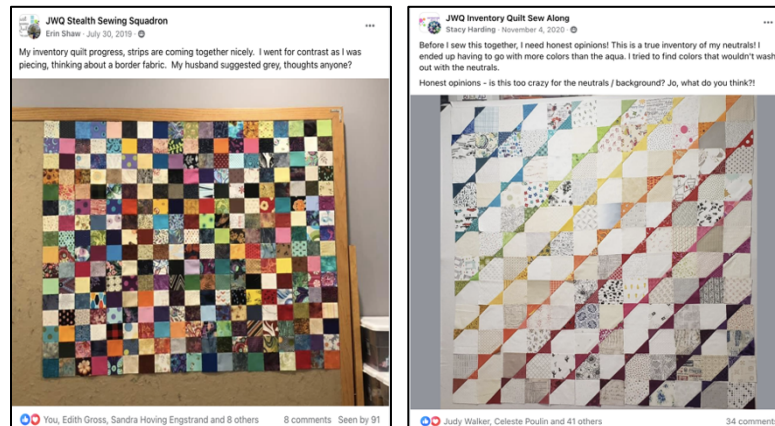 JWQ Stealth Sewing Squadron
Erin Shaw · July 30, 2019 ·
My inventory quilt progress, strips are coming together nicely. I went for contrast as I was
piecing, thinking about a border fabric. My husband suggested grey, thoughts anyone?
You, Edith Gross, Sandra Hoving Engstrand and 8 others 8 comments Seen by 91
JWQ Inventory Quilt Sew Along
Stacy Harding · November 4, 2020 ·
Before I sew this together, I need honest opinions! This is a true inventory of my neutrals! I
ended up having to go with more colors than the aqua. I tried to find colors that wouldn't wash
out with the neutrals.
Honest opinions - is this too crazy for the neutrals / background? Jo, what do you think?!
Judy Walker, Celeste Poulin and 41 others 34 comments